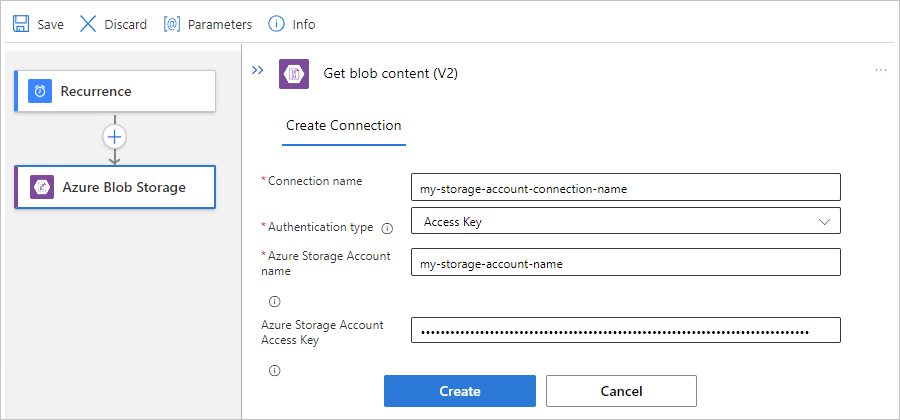 Save Discard [@] Parameters Info
Get blob content (V2) ...
Recurrence
Create Connection
Azure Blob Storage
*Connection name my-storage-account-connection-name
*Authentication type Access Key
*Azure Storage Account
name
my-storage-account-name
Azure Storage Account
Access Key
••••••••••••••••••••••••••••••••••••••••••••••••••••••••••••••••••••••••••••••••
Create Cancel